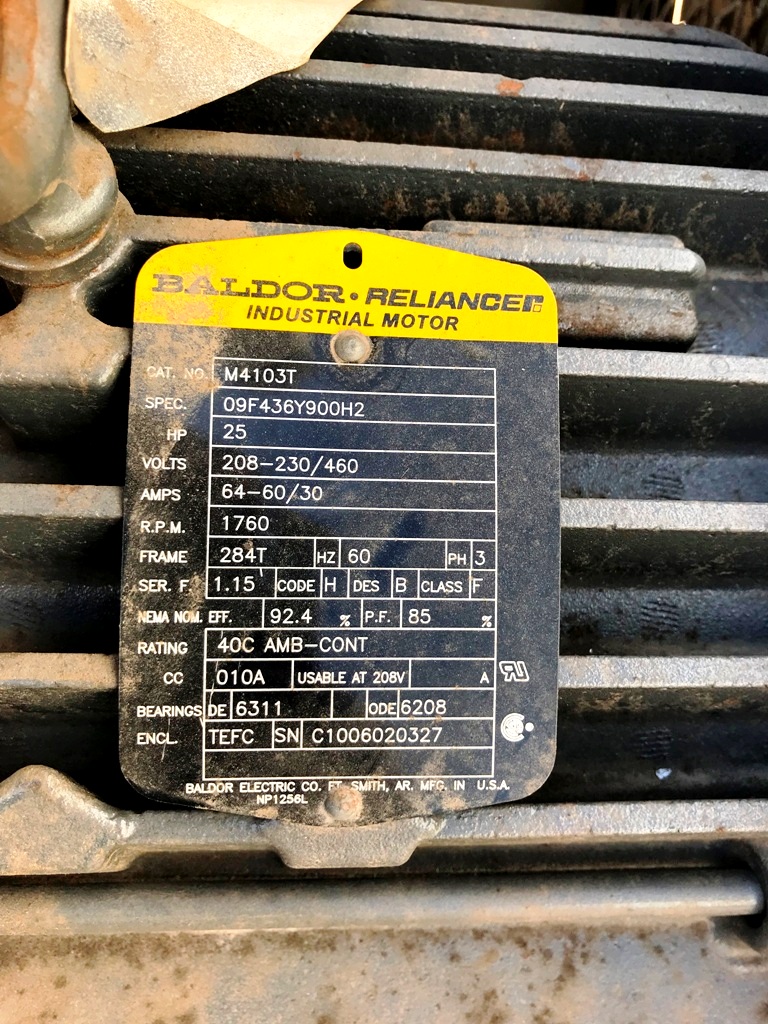 BALDOR • RELIANCER
INDUSTRIAL MOTOR
CAT. NO. M4103T
SPEC. 09F436Y900H2
HP 25
VOLTS 208-230/460
AMPS 64-60/30
R.P.M. 1760
FRAME 284T HZ 60 PH 3
SER. F. 1.15 CODE H DES B CLASS F
NEMA NOM. EFF. 92.4 % P.F. 85 %
RATING 40C AMB-CONT
CC 010A USABLE AT 208V A
BEARINGS DE 6311 ODE 6208
ENCL. TEFC SN C1006020327
BALDOR ELECTRIC CO. FT. SMITH, AR. MFG. IN U.S.A.
NP1256L